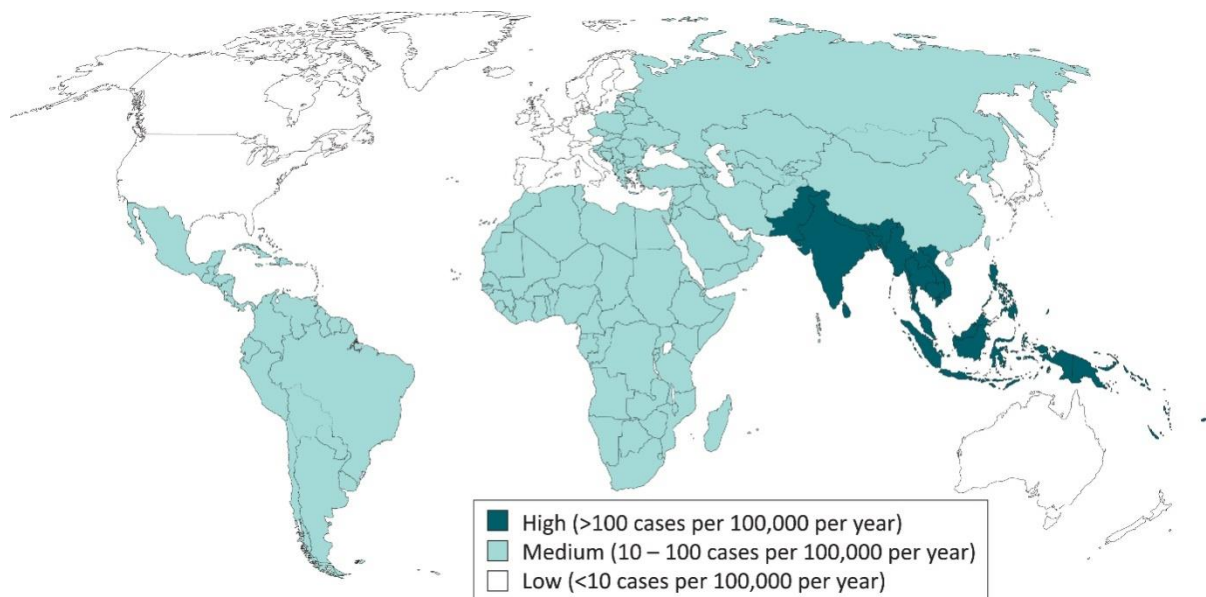 High (>100 cases per 100,000 per year)
Medium (10 – 100 cases per 100,000 per year)
Low (<10 cases per 100,000 per year)